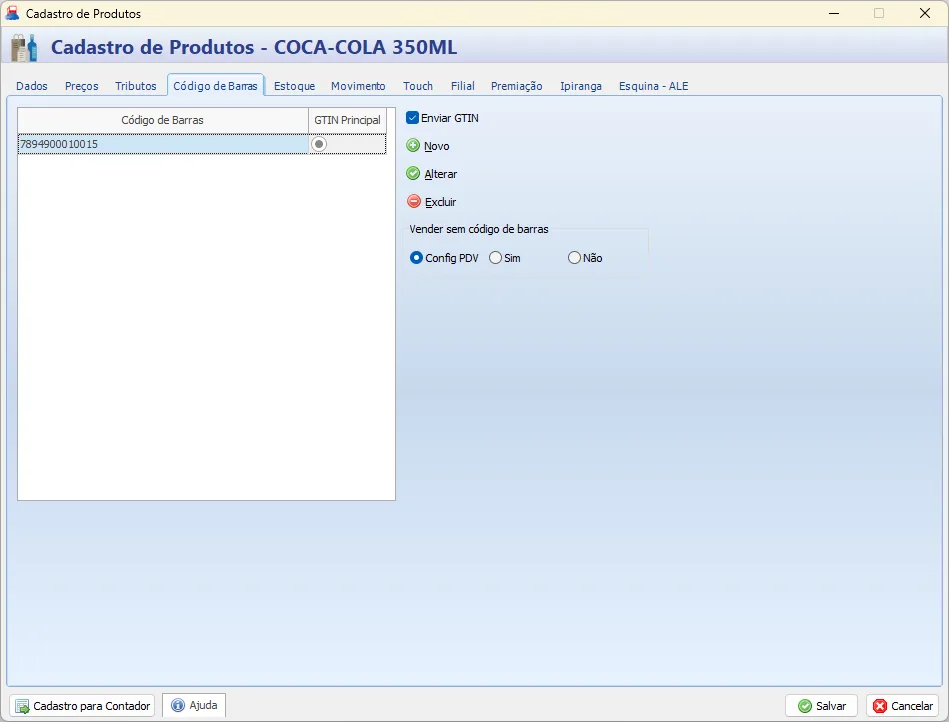 Cadastro de Produtos
Cadastro de Produtos - COCA-COLA 350ML
Dados Preços Tributos Código de Barras Estoque Movimento Touch Filial Premiação Ipiranga Esquina - ALE
Código de Barras GTIN Principal
7894900010015
Enviar GTIN
Novo
Alterar
Excluir
Vender sem código de barras
Config PDV Sim Não
Cadastro para Contador Ajuda Salvar Cancelar